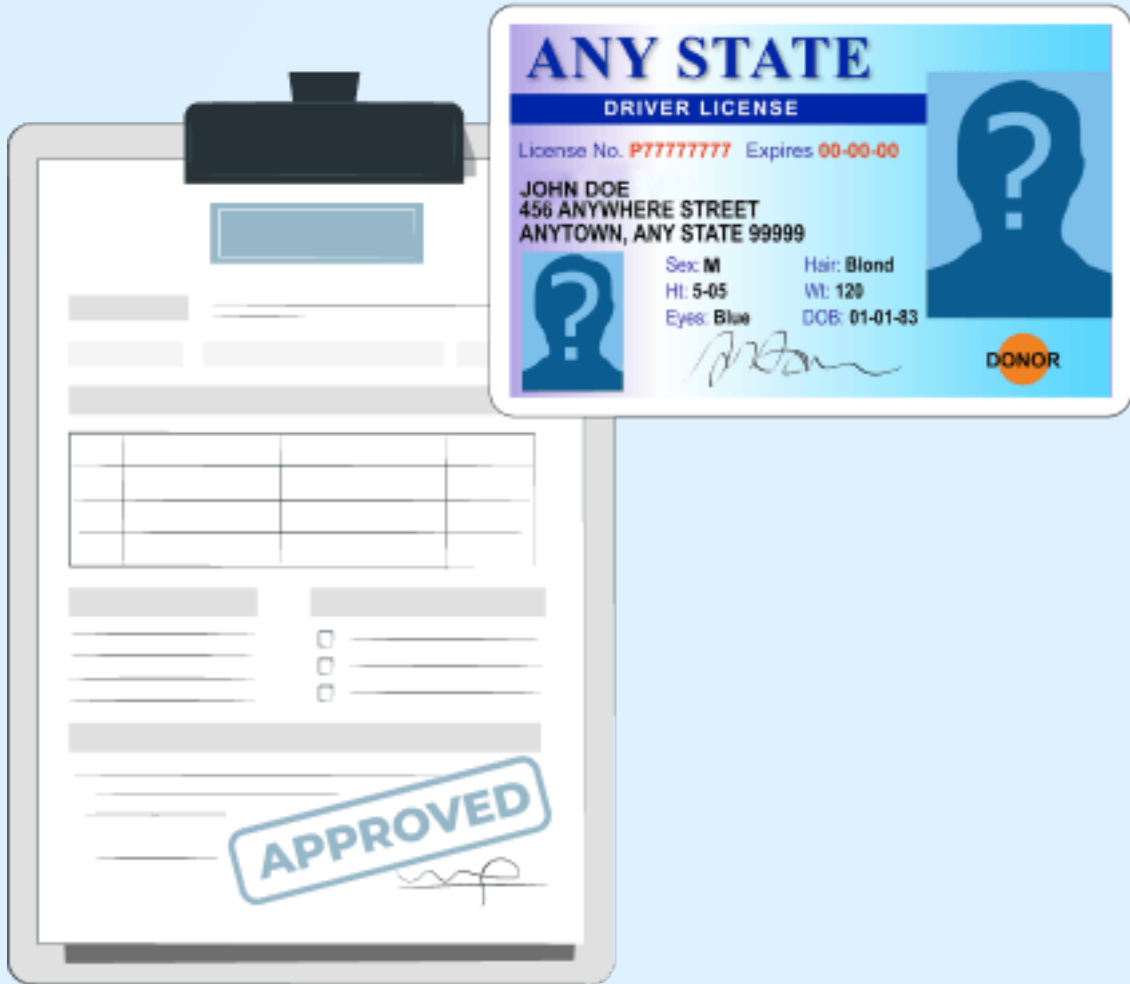 ANY STATE
DRIVER LICENSE
License No. P77777777 Expires 00-00-00
JOHN DOE
456 ANYWHERE STREET
ANYTOWN, ANY STATE 99999
Sex: M Hair: Blond
Ht: 5-05 Wt: 120
Eyes: Blue DOB: 01-01-83
?
?
DONOR
APPROVED